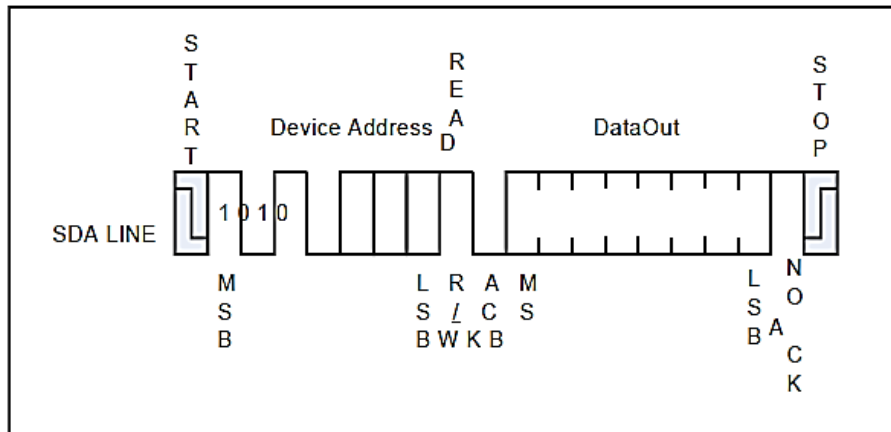 START
READ
STOP
Device Address
DataOut
1 0 1 0
SDA LINE
MSB
LSB
R/W
ACK
MSB
LSB
NO ACK